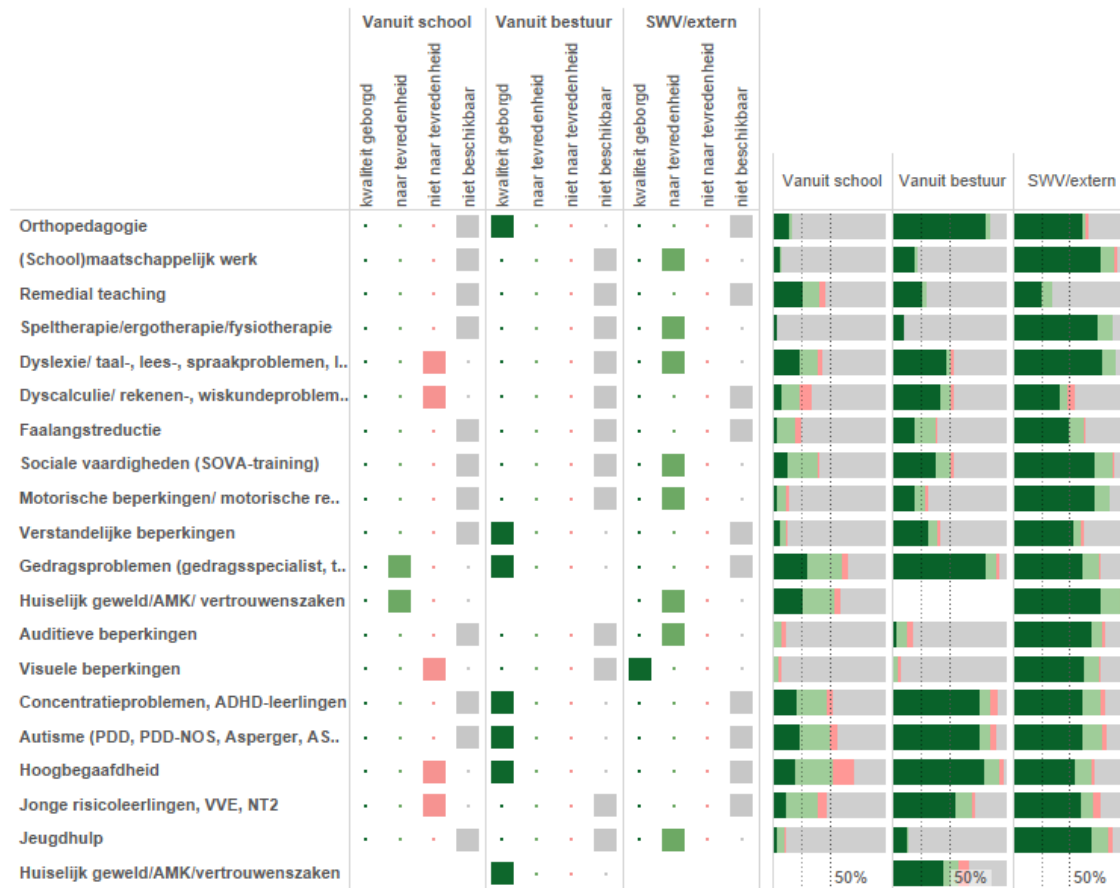 Vanuit school Vanuit bestuur SWV/extern
kwaliteit geborgd
naar tevredenheid
niet naar tevredenheid
niet beschikbaar
kwaliteit geborgd
naar tevredenheid
niet naar tevredenheid
niet beschikbaar
kwaliteit geborgd
naar tevredenheid
niet naar tevredenheid
niet beschikbaar
Vanuit school Vanuit bestuur SWV/extern
Orthopedagogie
(School)maatschappelijk werk
Remedial teaching
Speltherapie/ergotherapie/fysiotherapie
Dyslexie/ taal-, lees-, spraakproblemen, l..
Dyscalculie/ rekenen-, wiskundeproblem..
Faalangstreductie
Sociale vaardigheden (SOVA-training)
Motorische beperkingen/ motorische re..
Verstandelijke beperkingen
Gedragsproblemen (gedragsspecialist, t..
Huiselijk geweld/AMK/ vertrouwenszaken
Auditieve beperkingen
Visuele beperkingen
Concentratieproblemen, ADHD-leerlingen
Autisme (PDD, PDD-NOS, Asperger, AS..
Hoogbegaafdheid
Jonge risicoleerlingen, VVE, NT2
Jeugdhulp
Huiselijk geweld/AMK/vertrouwenszaken
50% 50% 50%